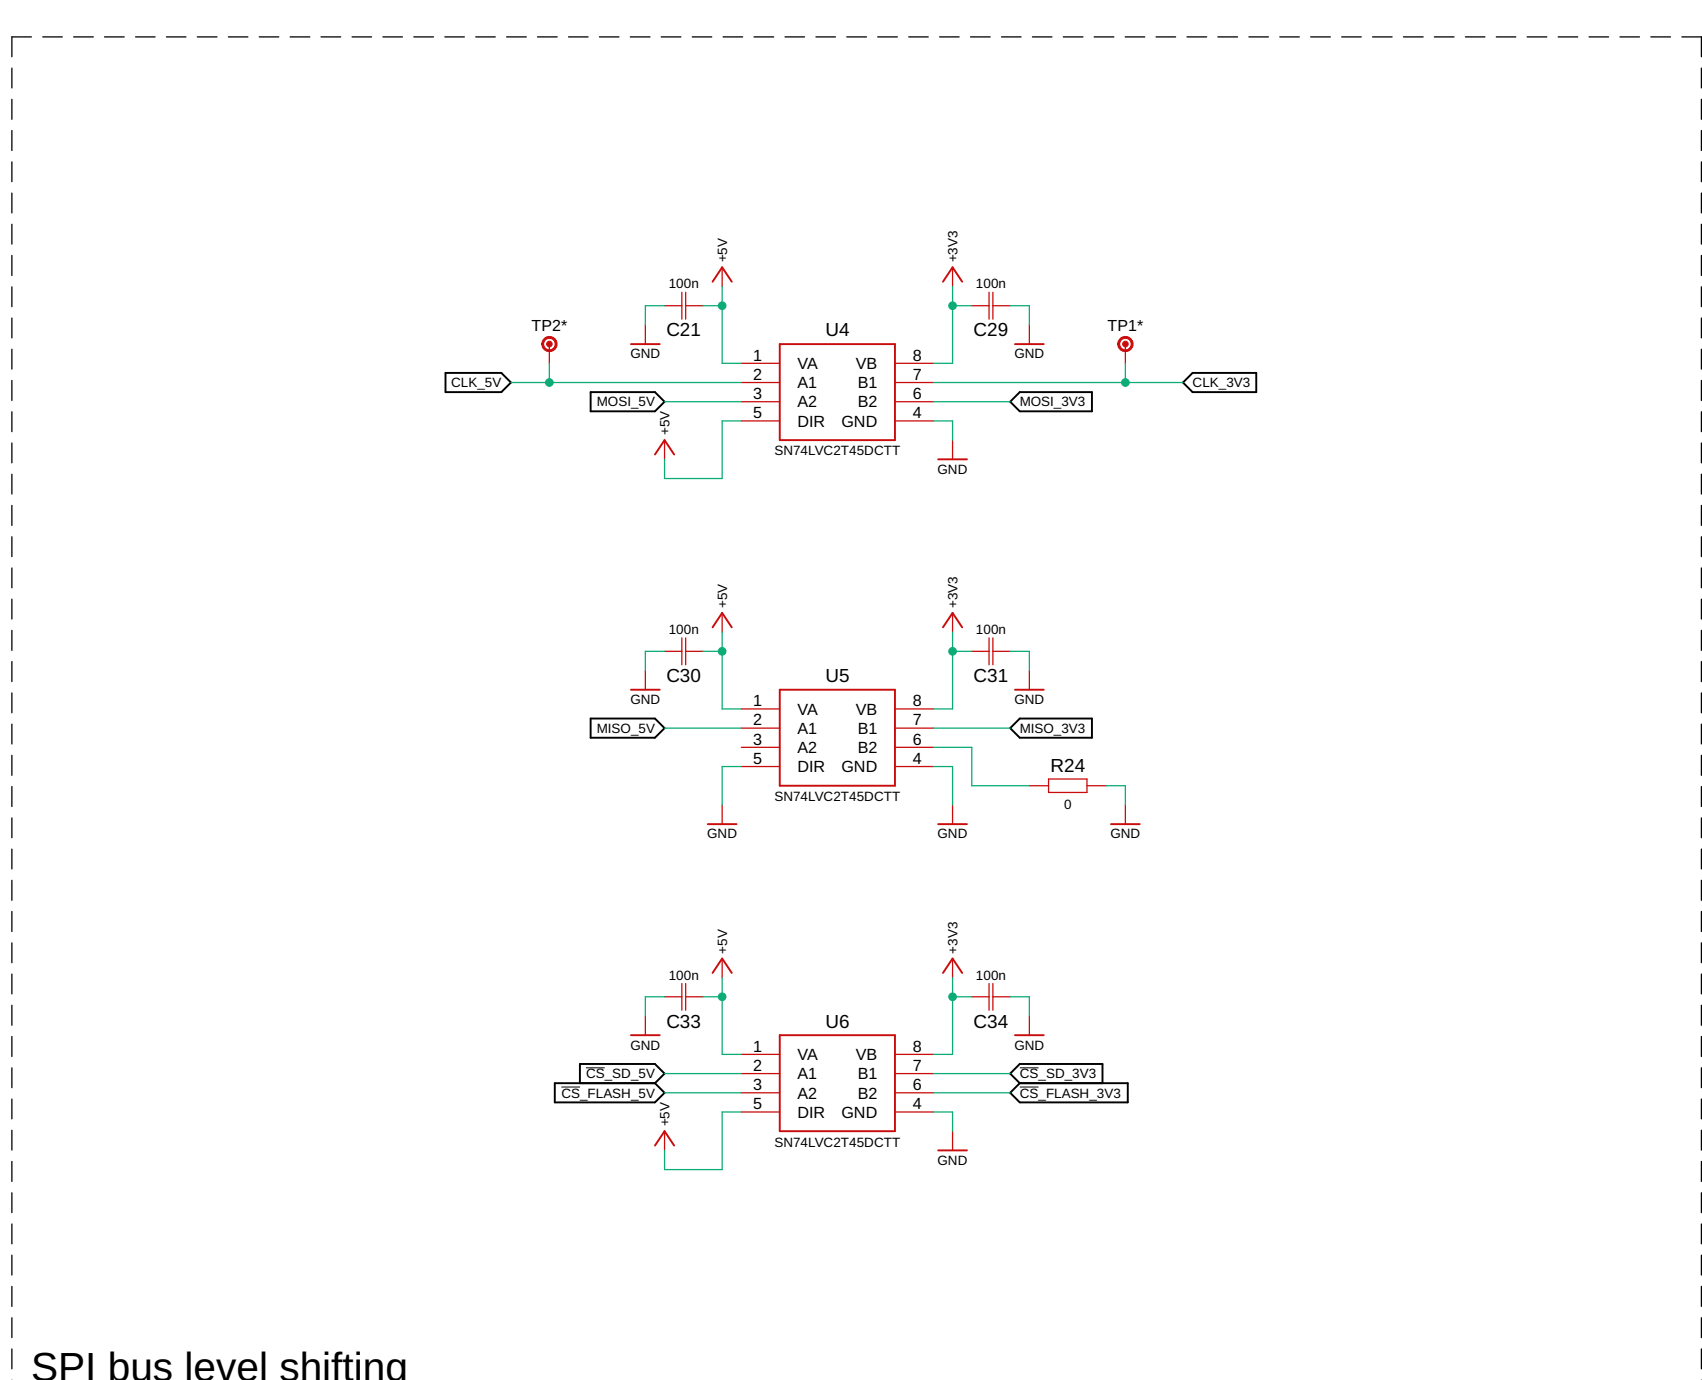 +5V
+3V3
100n
100n
C21
U4
C29
TP2*
TP1*
GND
GND
1 VA VB 8
CLK_5V 2 A1 B1 7 CLK_3V3
MOSI_5V 3 A2 B2 6 MOSI_3V3
+5V 5 DIR GND 4
SN74LVC2T45DCTT
GND
+5V
+3V3
100n
100n
C30
U5
C31
GND
GND
1 VA VB 8
MISO_5V 2 A1 B1 7 MISO_3V3
3 A2 B2 6
5 DIR GND 4
R24
SN74LVC2T45DCTT
0
GND
GND
GND
+5V
+3V3
100n
100n
C33
U6
C34
GND
GND
1 VA VB 8
C̅S̅_SD_5V 2 A1 B1 7 C̅S̅_SD_3V3
C̅S̅_FLASH_5V 3 A2 B2 6 C̅S̅_FLASH_3V3
+5V 5 DIR GND 4
SN74LVC2T45DCTT
GND
SPI bus level shifting